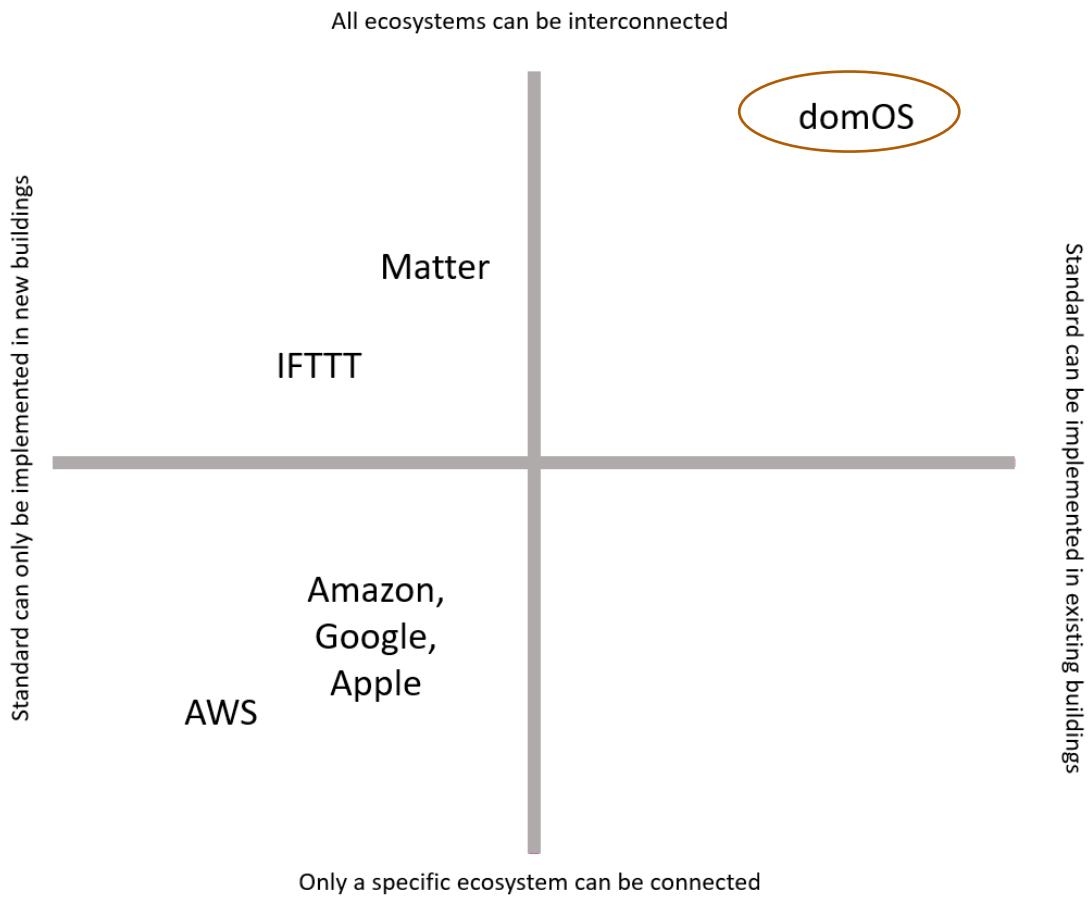 All ecosystems can be interconnected
domOS
Standard can only be implemented in new buildings
Matter
Standard can be implemented in existing buildings
IFTTT
Amazon,
Google,
Apple
AWS
Only a specific ecosystem can be connected